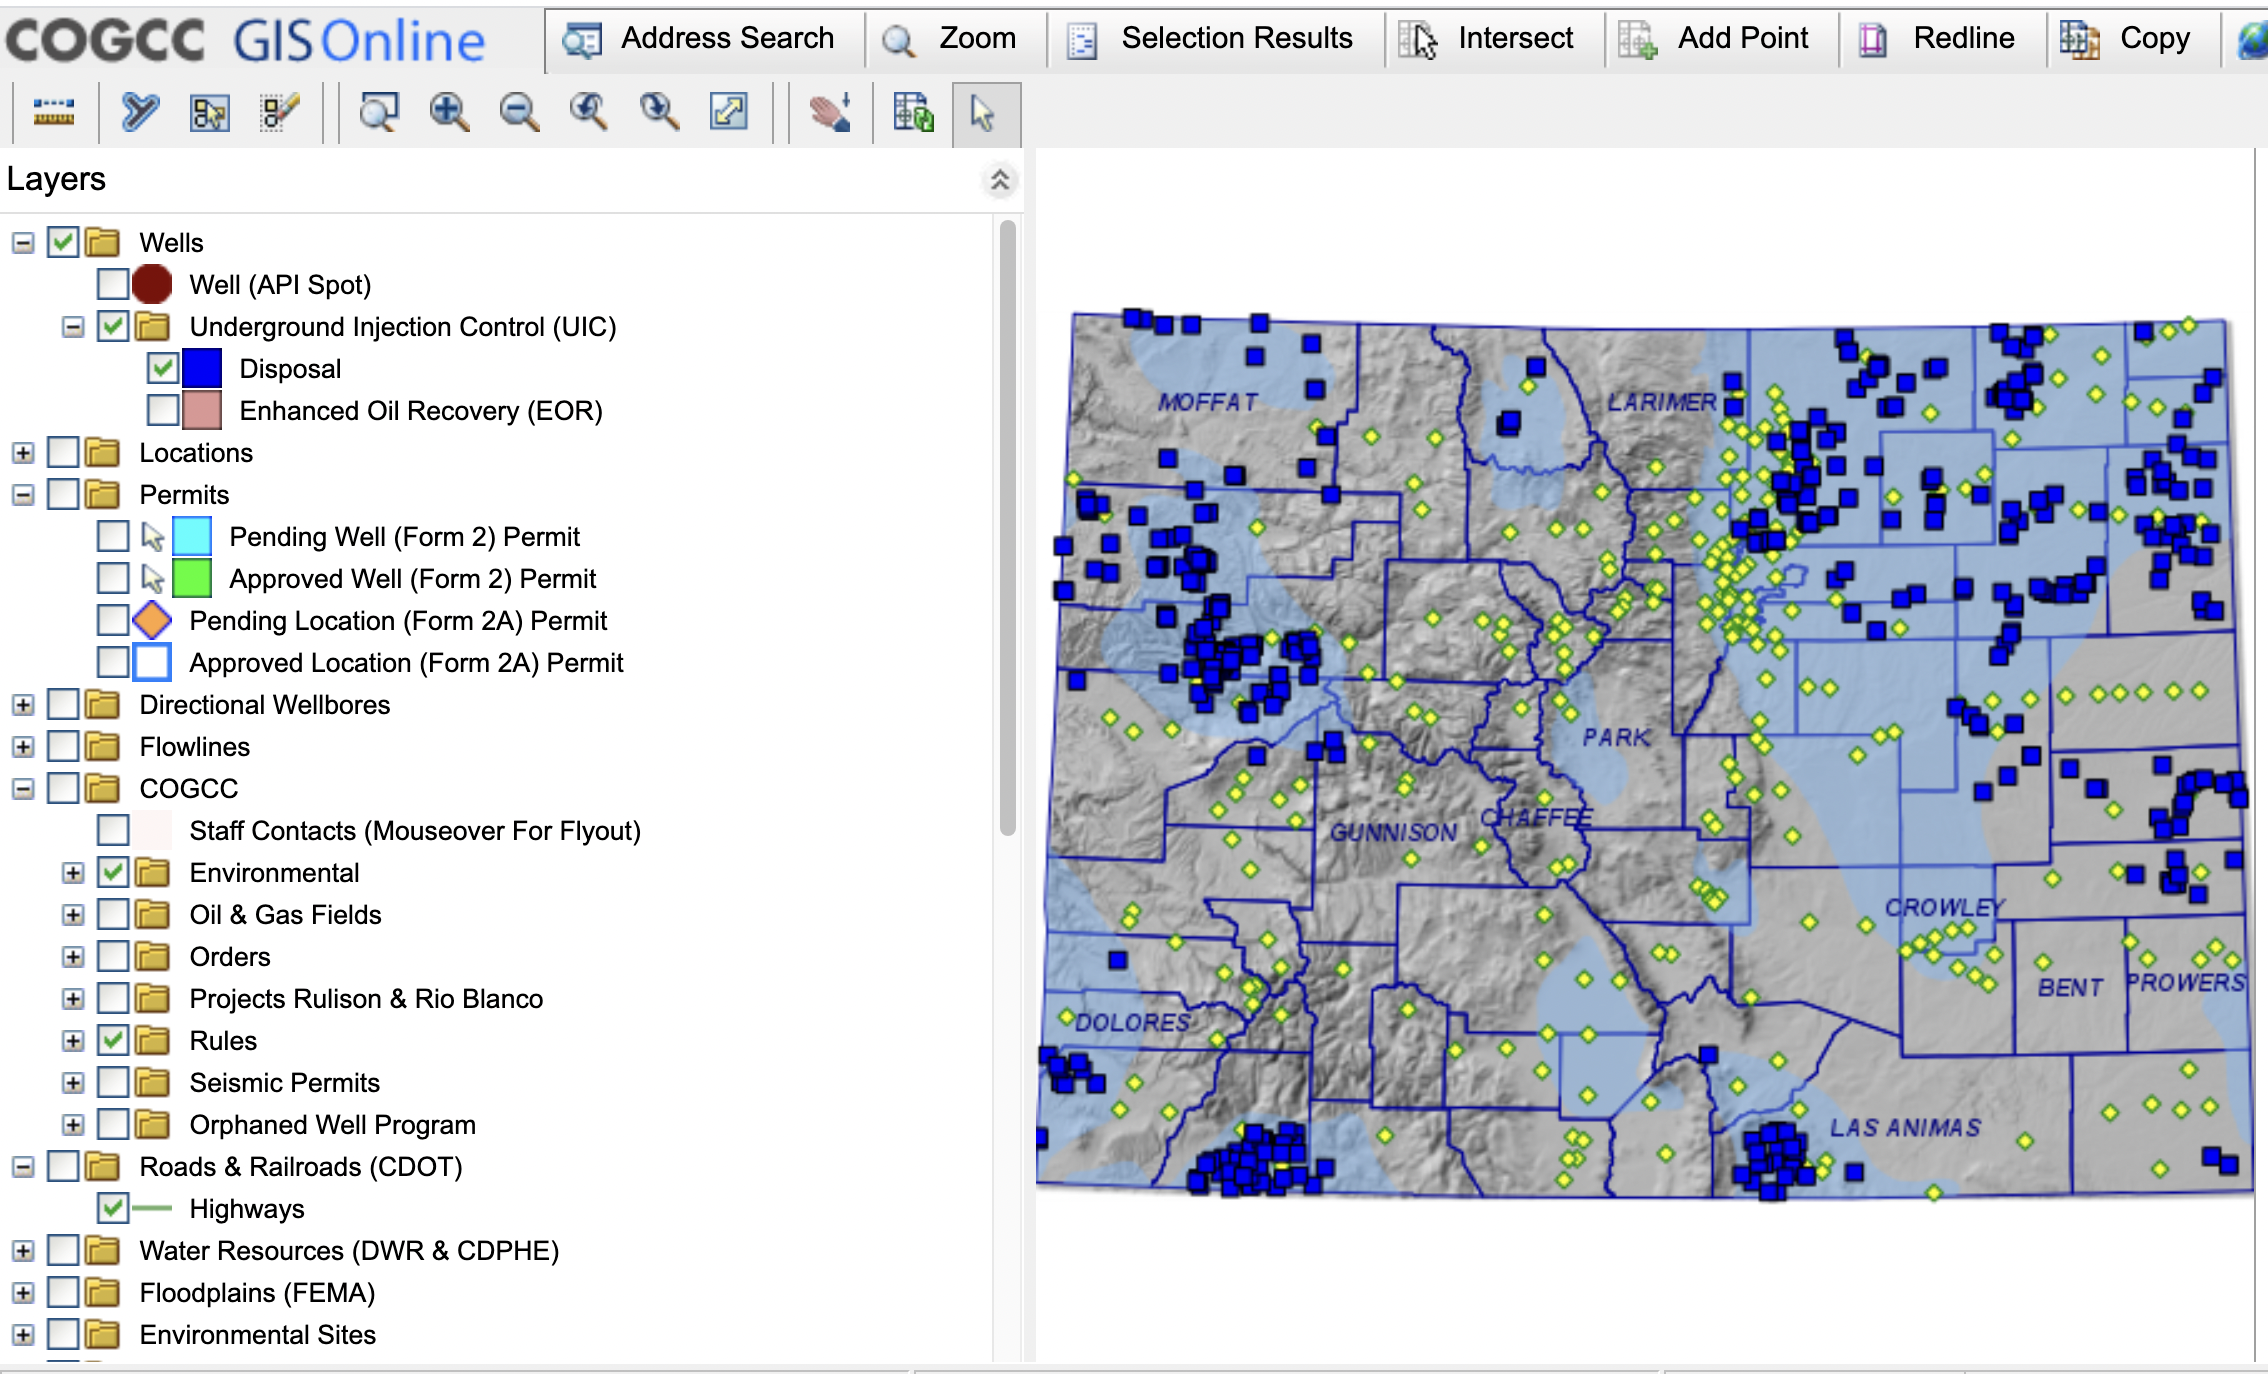 COGCC GISOnline
Address Search
Zoom
Selection Results
Intersect
Add Point
Redline
Copy
Layers
Wells
Well (API Spot)
Underground Injection Control (UIC)
Disposal
Enhanced Oil Recovery (EOR)
Locations
Permits
Pending Well (Form 2) Permit
Approved Well (Form 2) Permit
Pending Location (Form 2A) Permit
Approved Location (Form 2A) Permit
Directional Wellbores
Flowlines
COGCC
Staff Contacts (Mouseover For Flyout)
Environmental
Oil & Gas Fields
Orders
Projects Rulison & Rio Blanco
Rules
Seismic Permits
Orphaned Well Program
Roads & Railroads (CDOT)
Highways
Water Resources (DWR & CDPHE)
Floodplains (FEMA)
Environmental Sites
MOFFAT
LARIMER
PARK
GUNNISON
CHAFFEE
CROWLEY
BENT
PROWERS
DOLORES
LAS ANIMAS